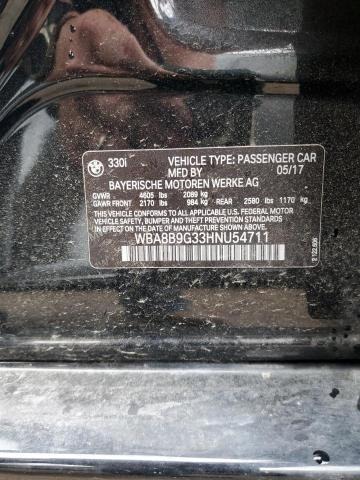 330i VEHICLE TYPE: PASSENGER CAR
MFD BY 05/17
BAYERISCHE MOTOREN WERKE AG
GVWR 4605 lbs 2089 kg
GAWR FRONT 2170 lbs 984 kg REAR 2580 lbs 1170 kg
WBA8B9G33HNU54711
THIS VEHICLE CONFORMS TO ALL APPLICABLE
U.S. FEDERAL MOTOR VEHICLE SAFETY,
BUMPER, AND THEFT PREVENTION STANDARDS
IN EFFECT ON THE DATE OF MANUFACTURE
SHOWN ABOVE.